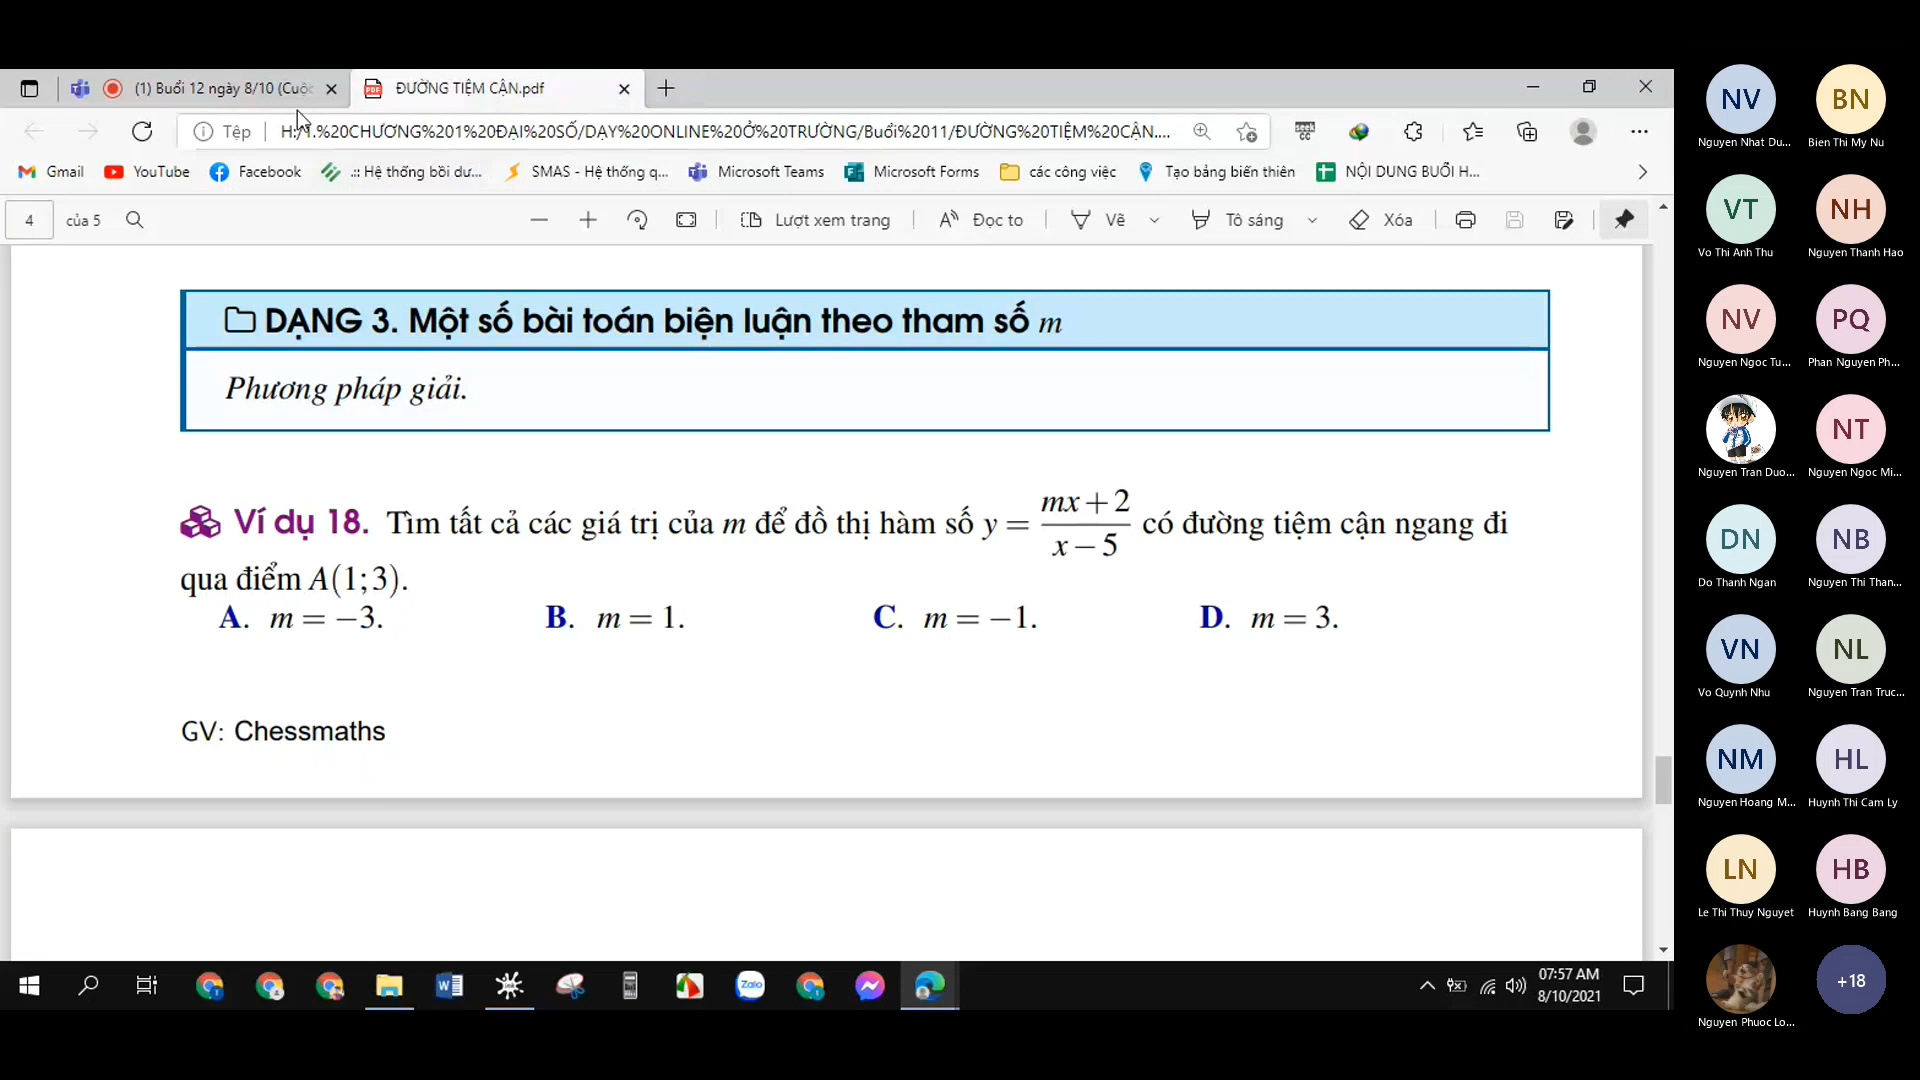 (1) Buổi 12 ngày 8/10 (Cuộc
ĐƯỜNG TIỆM CẬN.pdf
Tệp
H:/1.%20CHƯƠNG%201%20ĐẠI%20SỐ/DẠY%20ONLINE%20Ở%20TRƯỜNG/Buổi%2011/ĐƯỜNG%20TIỆM%20CẬN....
Gmail YouTube Facebook .:: Hệ thống bồi dư... SMAS - Hệ thống q... Microsoft Teams Microsoft Forms các công việc Tạo bảng biến thiên NỘI DUNG BUỔI H...
4 của 5 Lượt xem trang Đọc to Vẽ Tô sáng Xóa
DẠNG 3. Một số bài toán biện luận theo tham số m
Phương pháp giải.
Ví dụ 18. Tìm tất cả các giá trị của m để đồ thị hàm số y = (mx + 2)/(x − 5) có đường tiệm cận ngang đi
qua điểm A(1;3).
A. m = −3. B. m = 1. C. m = −1. D. m = 3.
GV: Chessmaths
07:57 AM
8/10/2021
NV BN
Nguyen Nhat Du... Bien Thi My Nu
VT NH
Vo Thi Anh Thu Nguyen Thanh Hao
NV PQ
Nguyen Ngoc Tu... Phan Nguyen Ph...
NT
Nguyen Tran Duo... Nguyen Ngoc Mi...
DN NB
Do Thanh Ngan Nguyen Thi Than...
VN NL
Vo Quynh Nhu Nguyen Tran Truc...
NM HL
Nguyen Hoang M... Huynh Thi Cam Ly
LN HB
Le Thi Thuy Nguyet Huynh Bang Bang
+18
Nguyen Phuoc Lo...